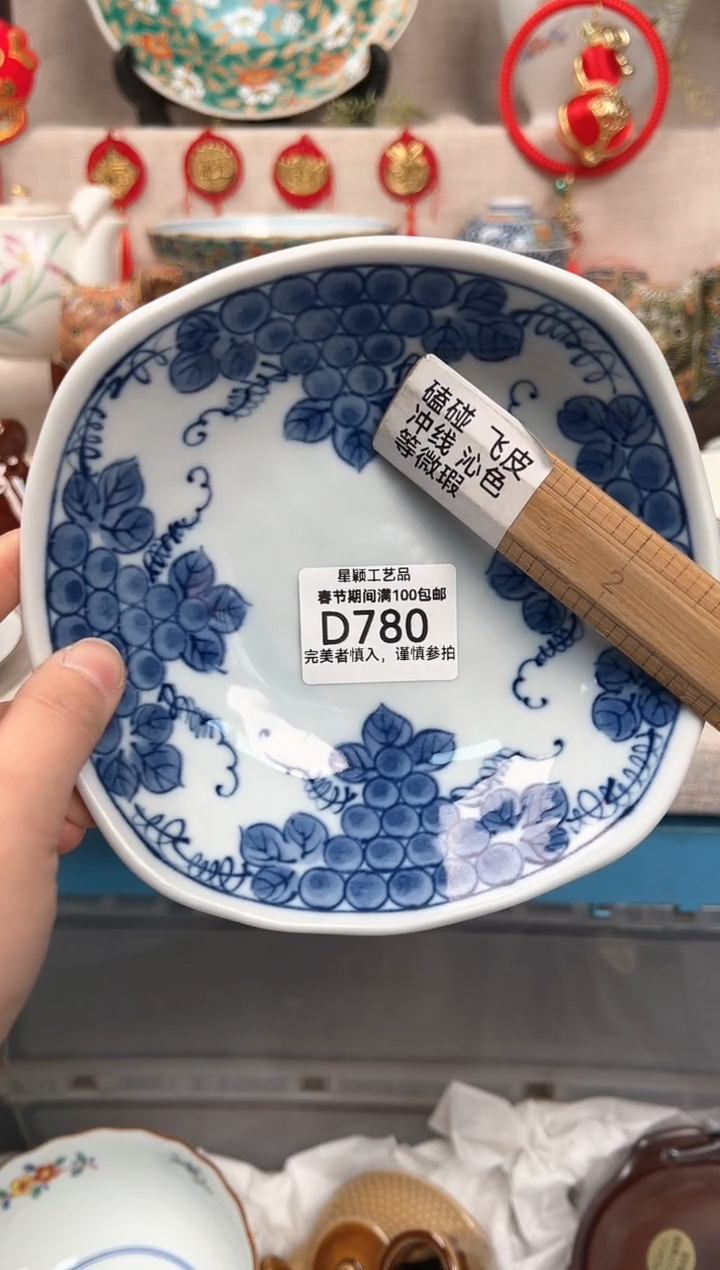 磕碰 飞皮
冲线 沁色
等微瑕
2
星颖工艺品
春节期间满100包邮
D780
完美者慎入，谨慎参拍